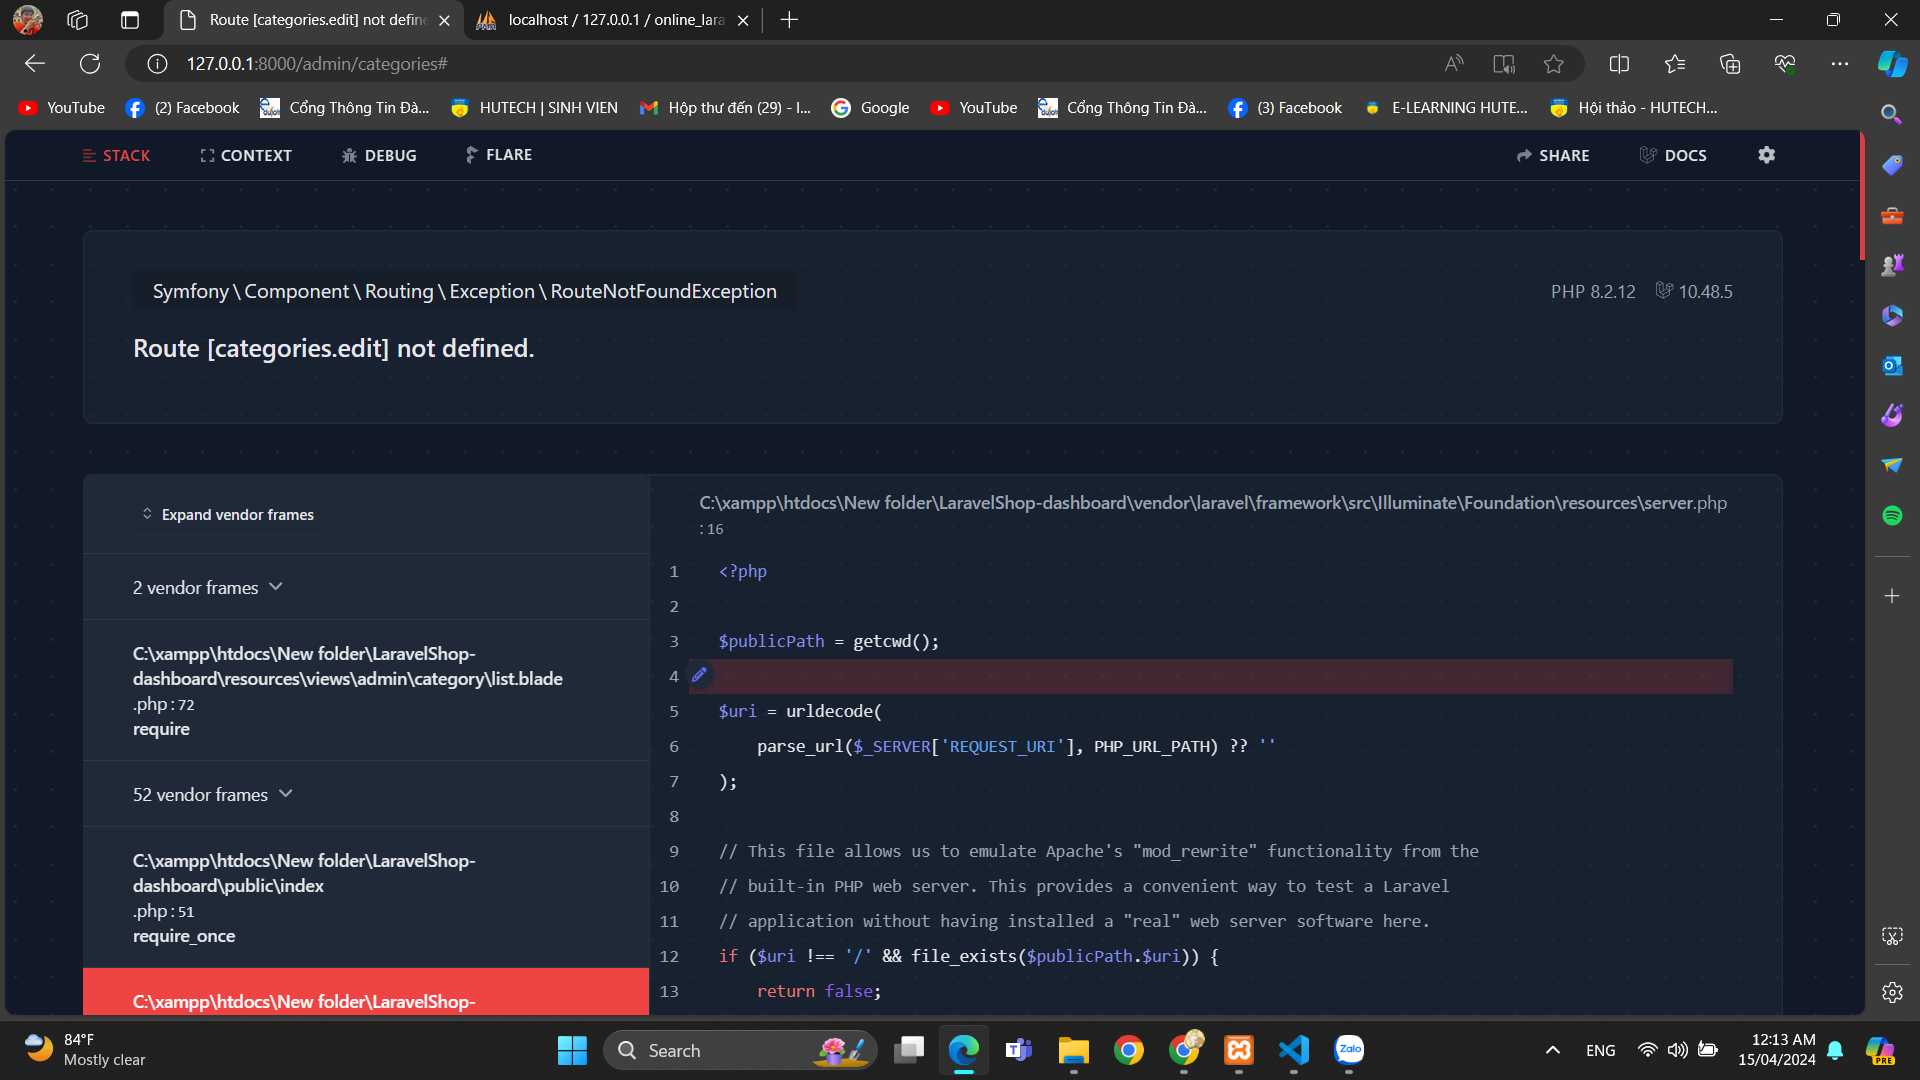 Route [categories.edit] not define
localhost / 127.0.0.1 / online_lara
127.0.0.1:8000/admin/categories#
YouTube
(2) Facebook
Cổng Thông Tin Đà...
HUTECH | SINH VIEN
Hộp thư đến (29) - l...
Google
YouTube
Cổng Thông Tin Đà...
(3) Facebook
E-LEARNING HUTE...
Hội thảo - HUTECH...
STACK
CONTEXT
DEBUG
FLARE
SHARE
DOCS
Symfony\Component\Routing\Exception\RouteNotFoundException
PHP 8.2.12
10.48.5
Route [categories.edit] not defined.
Expand vendor frames
2 vendor frames
C:\xampp\htdocs\New folder\LaravelShop-
dashboard\resources\views\admin\category\list.blade
.php:72
require
52 vendor frames
C:\xampp\htdocs\New folder\LaravelShop-
dashboard\public\index
.php:51
require_once
C:\xampp\htdocs\New folder\LaravelShop-
C:\xampp\htdocs\New folder\LaravelShop-dashboard\vendor\laravel\framework\src\Illuminate\Foundation\resources\server.php
:16
1 <?php
2
3 $publicPath = getcwd();
4
5 $uri = urldecode(
6 parse_url($_SERVER['REQUEST_URI'], PHP_URL_PATH) ?? ''
7 );
8
9 // This file allows us to emulate Apache's "mod_rewrite" functionality from the
10 // built-in PHP web server. This provides a convenient way to test a Laravel
11 // application without having installed a "real" web server software here.
12 if ($uri !== '/' && file_exists($publicPath.$uri)) {
13 return false;
84°F
Mostly clear
Search
Zalo
ENG
12:13 AM
15/04/2024
PRE